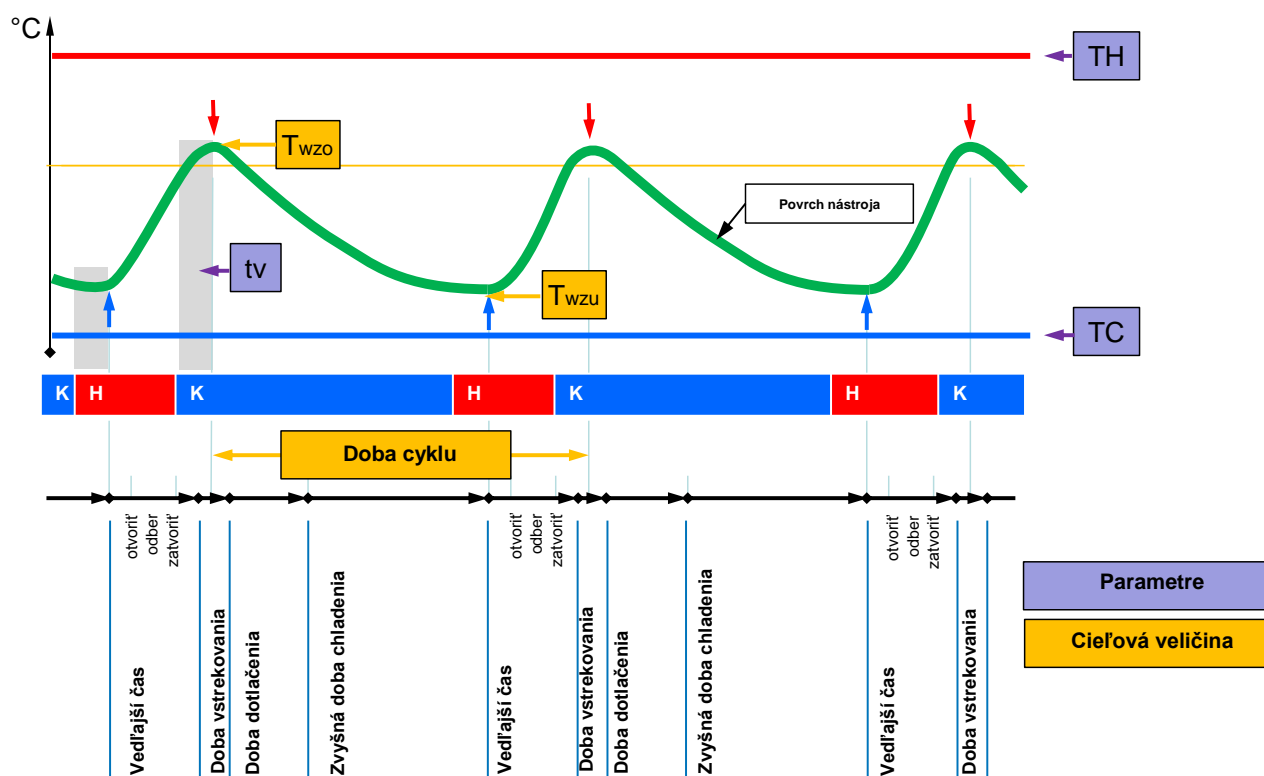 °C
TH
Twzo
Povrch nástroja
tv
Twzu
TC
K H K H K H K
Doba cyklu
otvoriť
odber
zatvoriť
otvoriť
odber
zatvoriť
otvoriť
odber
zatvoriť
Vedľajší čas
Doba vstrekovania
Doba dotlačenia
Zvyšná doba chladenia
Vedľajší čas
Doba vstrekovania
Doba dotlačenia
Zvyšná doba chladenia
Vedľajší čas
Doba vstrekovania
Parametre
Cieľová veličina